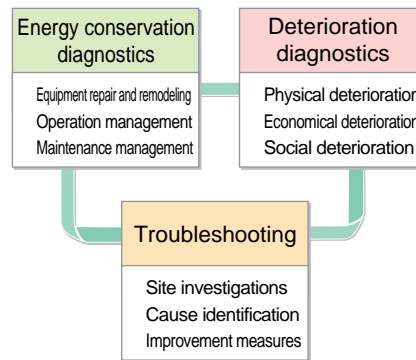 Energy conservation
diagnostics
Equipment repair and remodeling
Operation management
Maintenance management
Deterioration
diagnostics
Physical deterioration
Economical deterioration
Social deterioration
Troubleshooting
Site investigations
Cause identification
Improvement measures